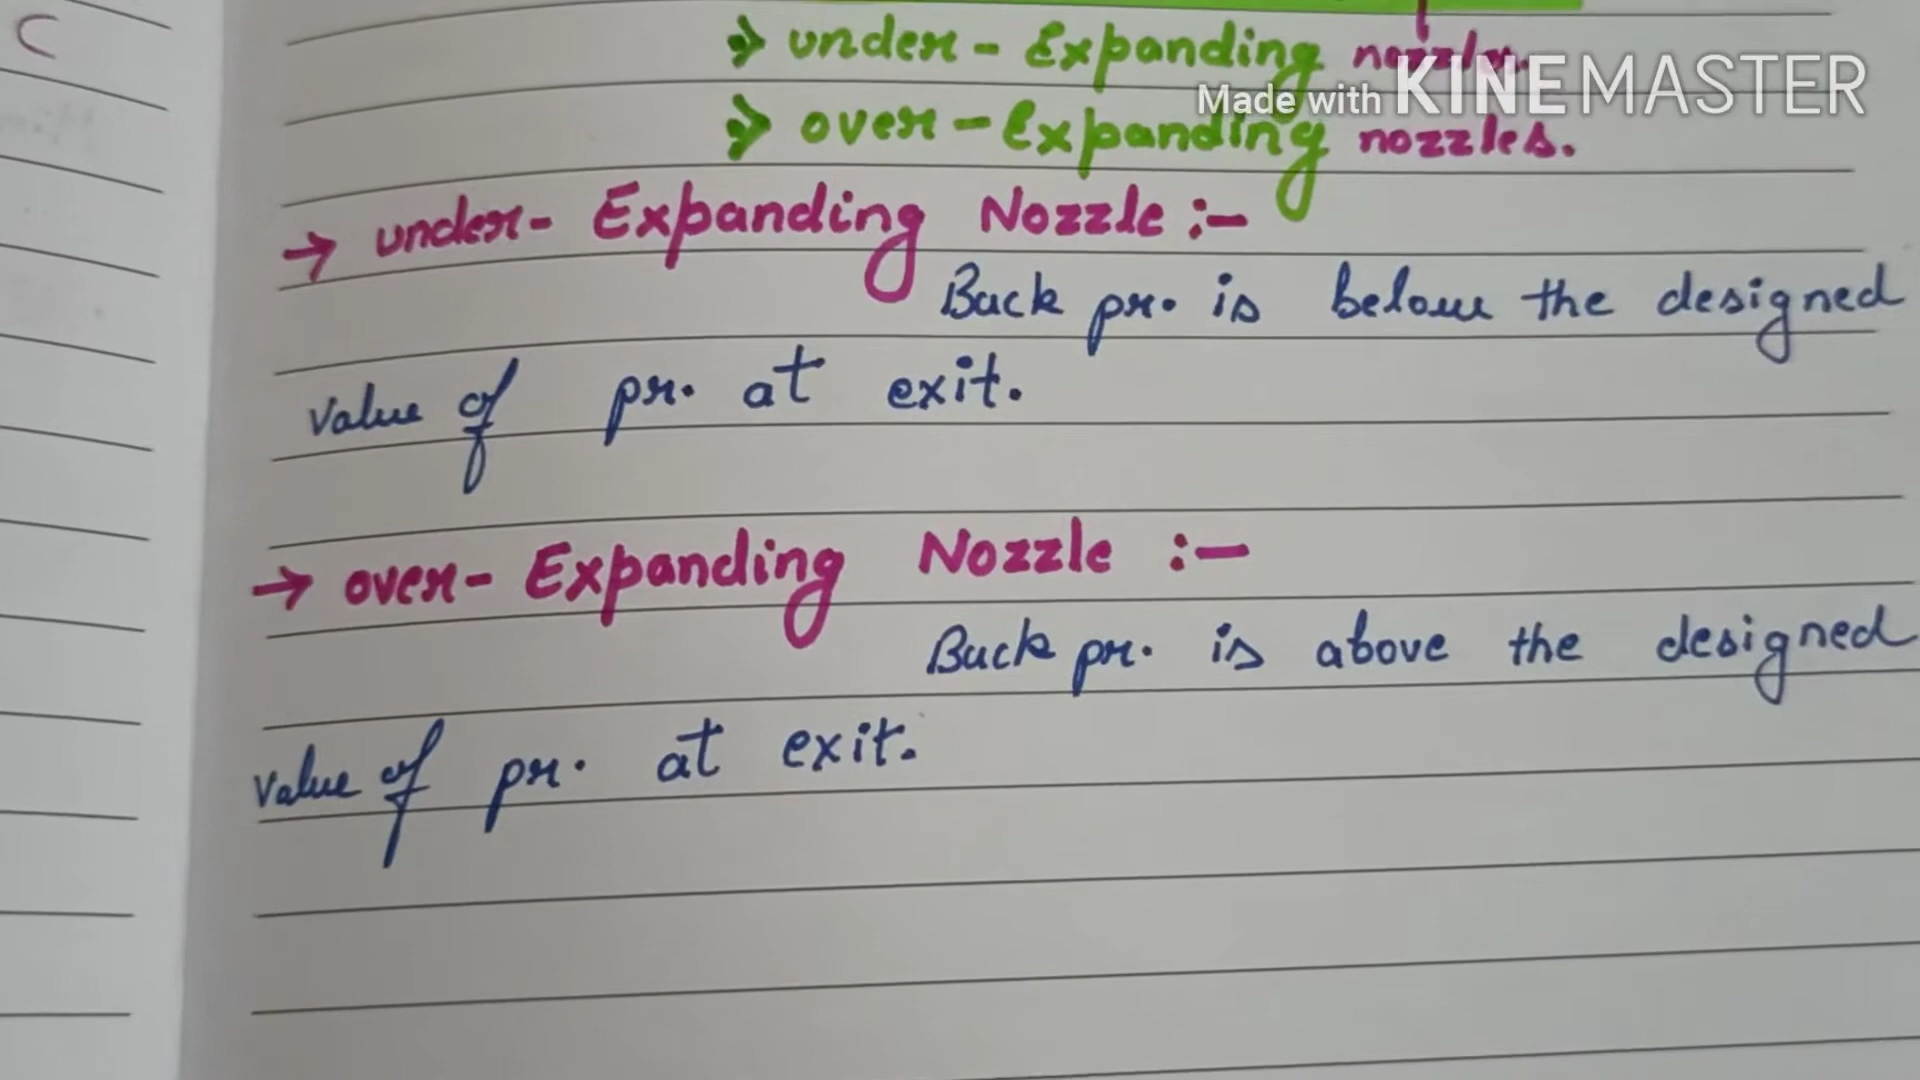 → under - Expanding nozzles.
Made with KINEMASTER
→ over - Expanding nozzles.
→ under - Expanding Nozzle :-
Back pr. is below the designed
value of pr. at exit.
→ over - Expanding Nozzle :-
Back pr. is above the designed
value of pr. at exit.